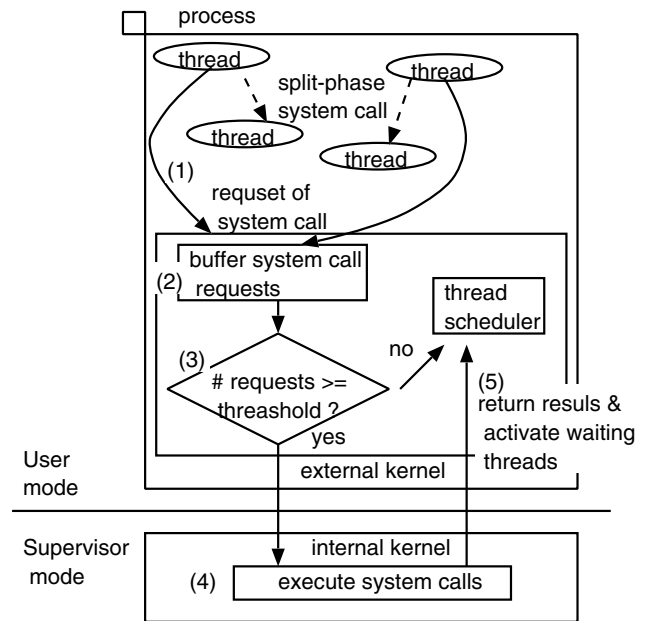 process
thread
thread
split-phase
system call
thread
thread
(1)
requset of
system call
(2)
buffer system call
requests
thread
scheduler
(3)
# requests >=
threashold ?
no
yes
(5)
return resuls &
activate waiting
threads
User
mode
external kernel
Supervisor
mode
internal kernel
(4)
execute system calls